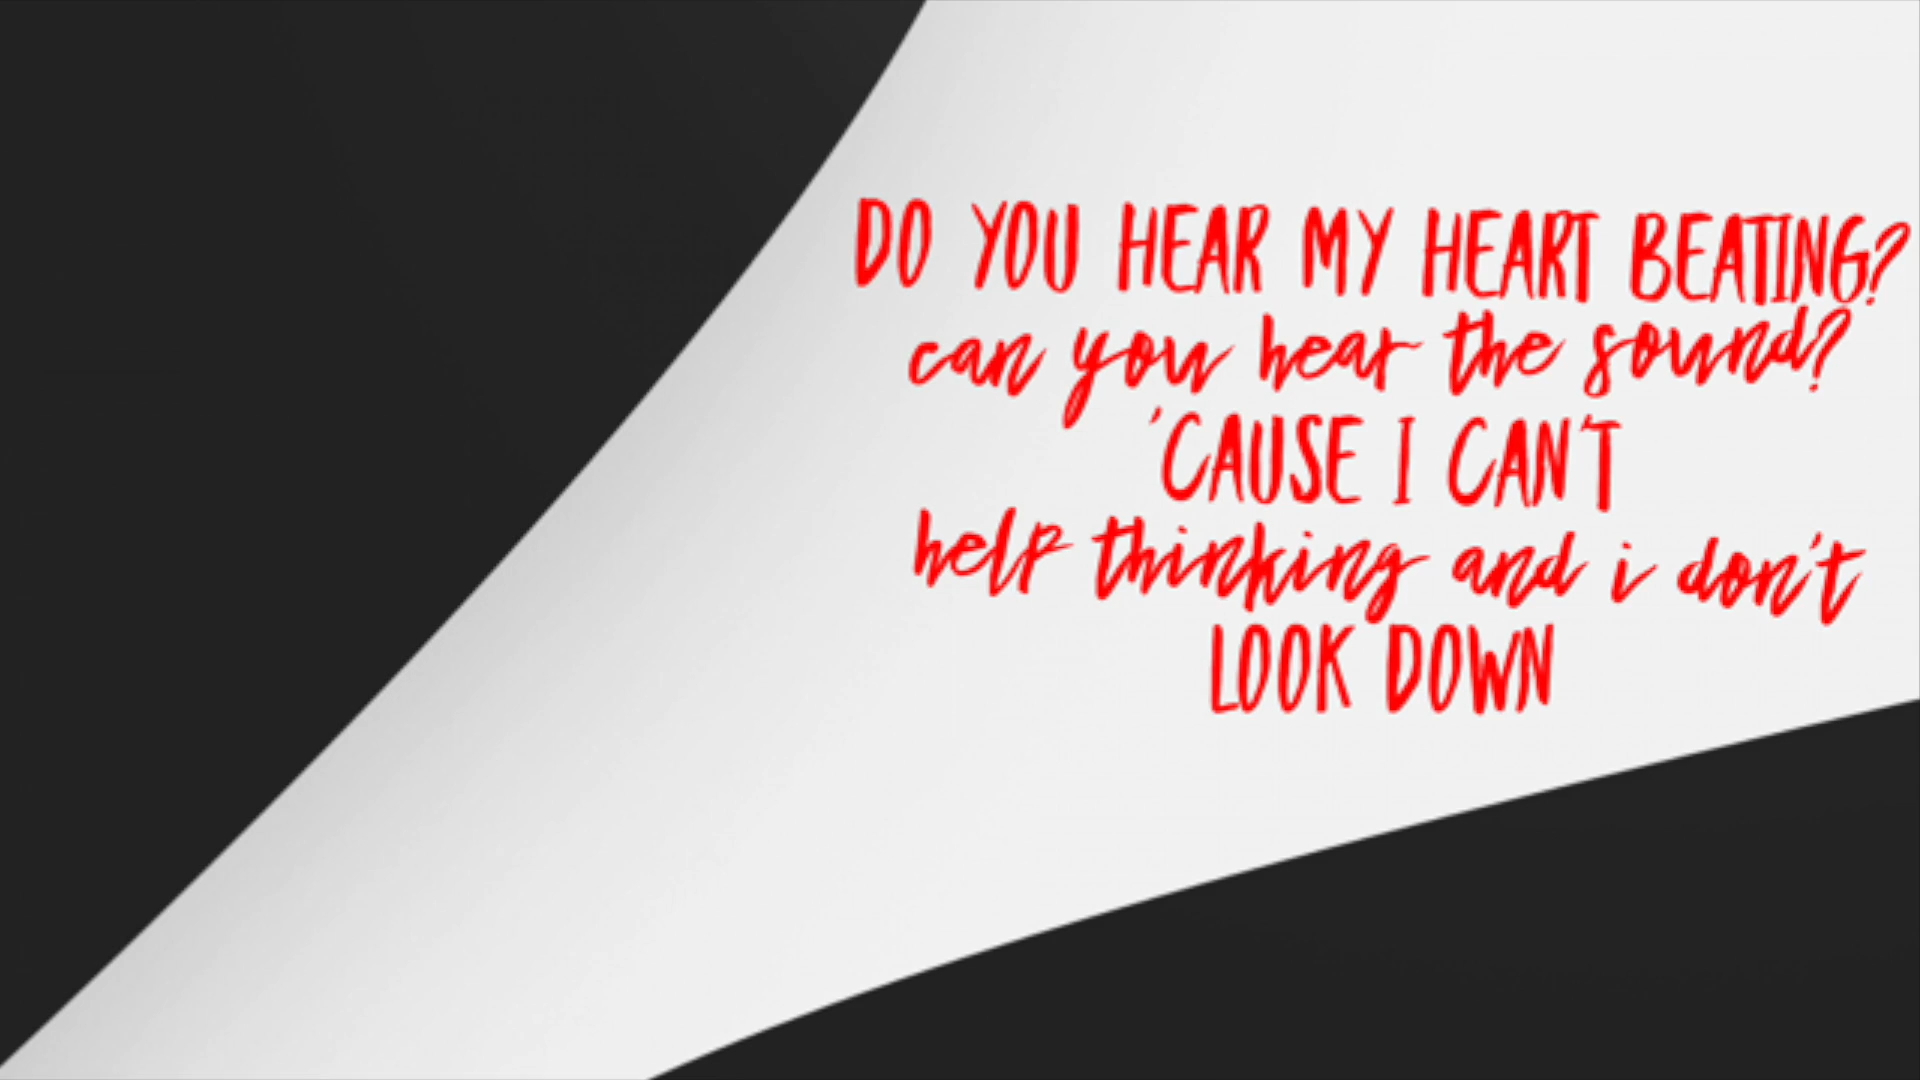 DO YOU HEAR MY HEART BEATING?
can you hear the sound?
'CAUSE I CAN'T
help thinking and i don't
LOOK DOWN